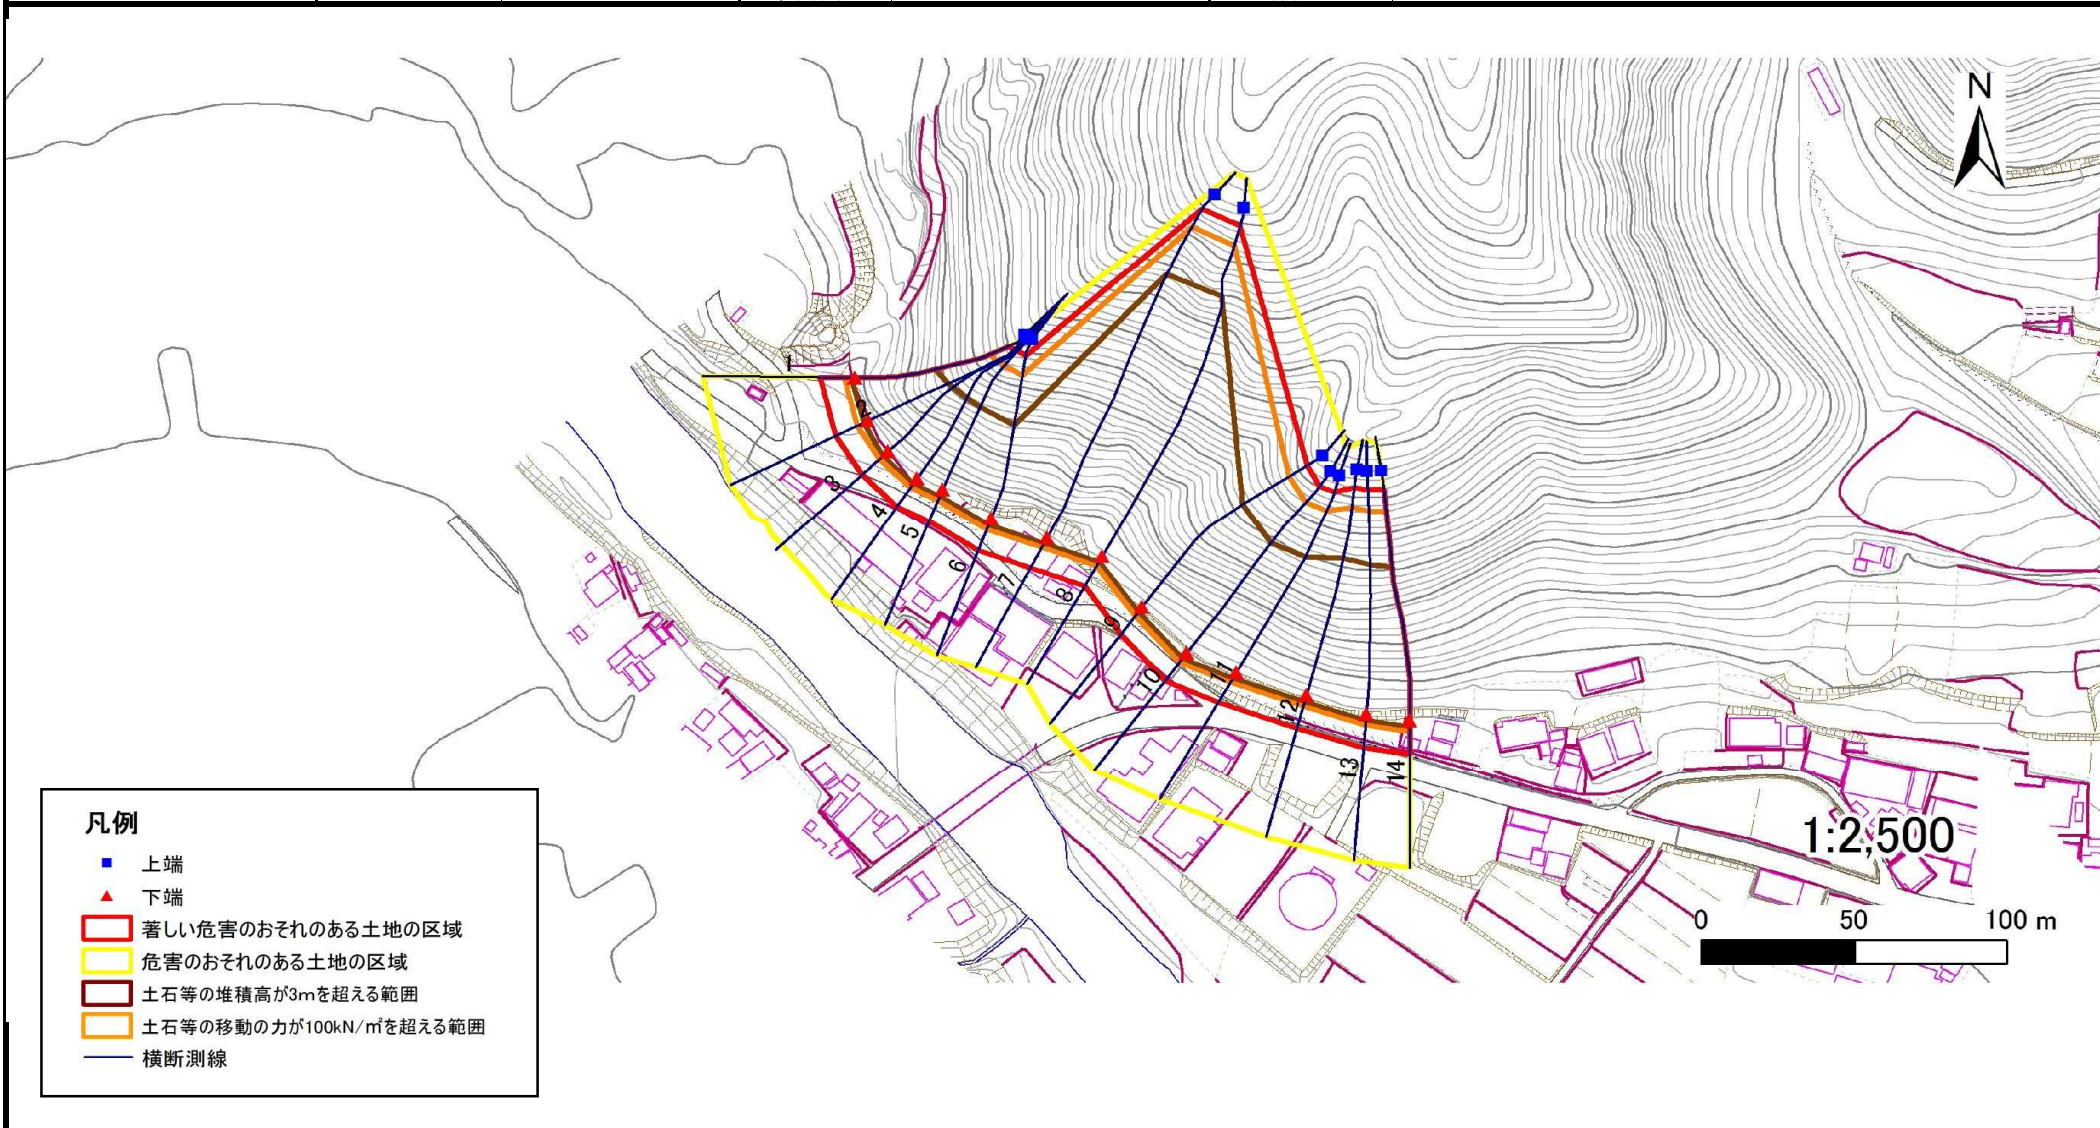 N
1
2
3
4
5
6
7
8
9
10
11
12
13
14
1:2,500
0 50 100 m
凡例
上端
下端
著しい危害のおそれのある土地の区域
危害のおそれのある土地の区域
土石等の堆積高が3mを超える範囲
土石等の移動の力が100kN/㎡を超える範囲
横断測線